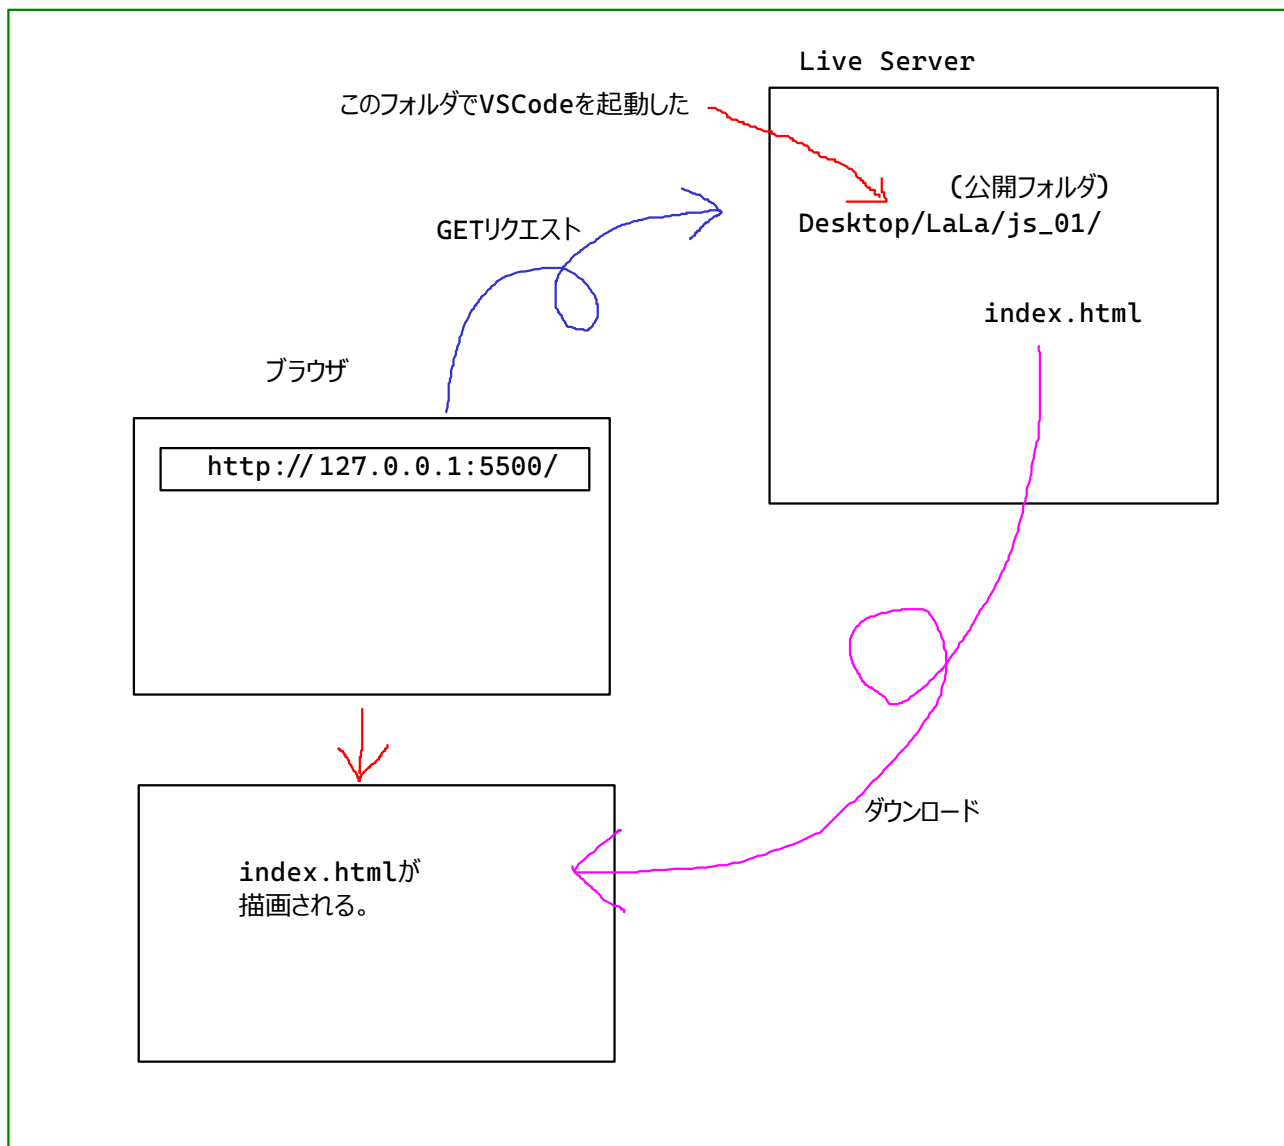 Live Server
このフォルダでVSCodeを起動した
(公開フォルダ)
Desktop/LaLa/js_01/
GETリクエスト
index.html
ブラウザ
http://127.0.0.1:5500/
ダウンロード
index.htmlが
描画される。